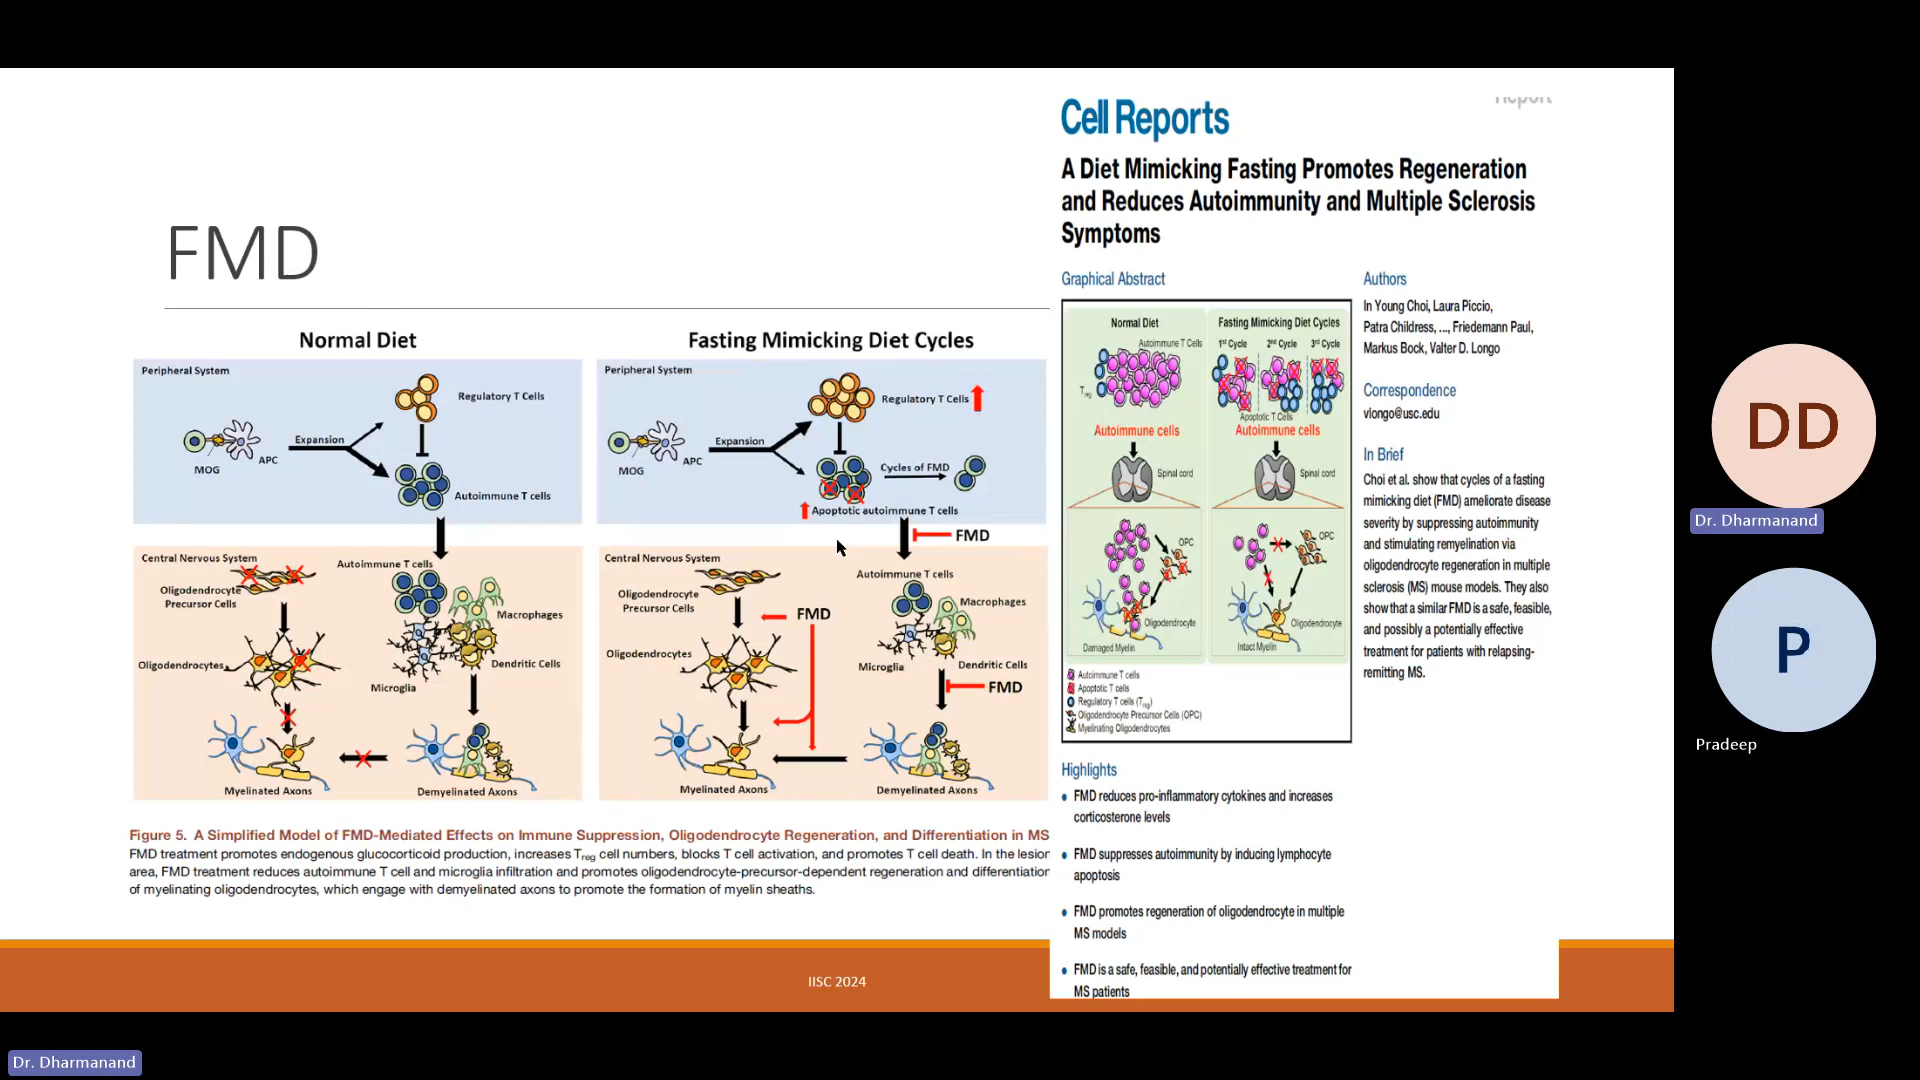 FMD
Normal Diet
Peripheral System
Regulatory T Cells
Expansion
MOG
APC
Autoimmune T cells
Central Nervous System
Oligodendrocyte
Precursor Cells
Autoimmune T cells
Macrophages
Oligodendrocytes
Dendritic Cells
Microglia
Myelinated Axons
Demyelinated Axons
Fasting Mimicking Diet Cycles
Peripheral System
Regulatory T Cells
Expansion
MOG
APC
Cycles of FMD
Apoptotic autoimmune T cells
FMD
Central Nervous System
Autoimmune T cells
Oligodendrocyte
Precursor Cells
FMD
Macrophages
Oligodendrocytes
Microglia
Dendritic Cells
FMD
Myelinated Axons
Demyelinated Axons
Figure 5. A Simplified Model of FMD-Mediated Effects on Immune Suppression, Oligodendrocyte Regeneration, and Differentiation in MS
FMD treatment promotes endogenous glucocorticoid production, increases Treg cell numbers, blocks T cell activation, and promotes T cell death. In the lesion
area, FMD treatment reduces autoimmune T cell and microglia infiltration and promotes oligodendrocyte-precursor-dependent regeneration and differentiation
of myelinating oligodendrocytes, which engage with demyelinated axons to promote the formation of myelin sheaths.
IISC 2024
Report
Cell Reports
A Diet Mimicking Fasting Promotes Regeneration
and Reduces Autoimmunity and Multiple Sclerosis
Symptoms
Graphical Abstract
Normal Diet
Autoimmune T Cells
Treg
Autoimmune cells
Spinal cord
OPC
Oligodendrocyte
Damaged Myelin
Fasting Mimicking Diet Cycles
1st Cycle
2nd Cycle
3rd Cycle
Apoptotic T Cells
Autoimmune cells
Spinal cord
OPC
Oligodendrocyte
Intact Myelin
Autoimmune T cells
Apoptotic T cells
Regulatory T cells (Treg)
Oligodendrocyte Precursor Cells (OPC)
Myelinating Oligodendrocytes
Authors
In Young Choi, Laura Piccio,
Patra Childress, ..., Friedemann Paul,
Markus Bock, Valter D. Longo
Correspondence
vlongo@usc.edu
In Brief
Choi et al. show that cycles of a fasting
mimicking diet (FMD) ameliorate disease
severity by suppressing autoimmunity
and stimulating remyelination via
oligodendrocyte regeneration in multiple
sclerosis (MS) mouse models. They also
show that a similar FMD is a safe, feasible,
and possibly a potentially effective
treatment for patients with relapsing-
remitting MS.
Highlights
• FMD reduces pro-inflammatory cytokines and increases
corticosterone levels
• FMD suppresses autoimmunity by inducing lymphocyte
apoptosis
• FMD promotes regeneration of oligodendrocyte in multiple
MS models
• FMD is a safe, feasible, and potentially effective treatment for
MS patients
DD
Dr. Dharmanand
P
Pradeep
Dr. Dharmanand